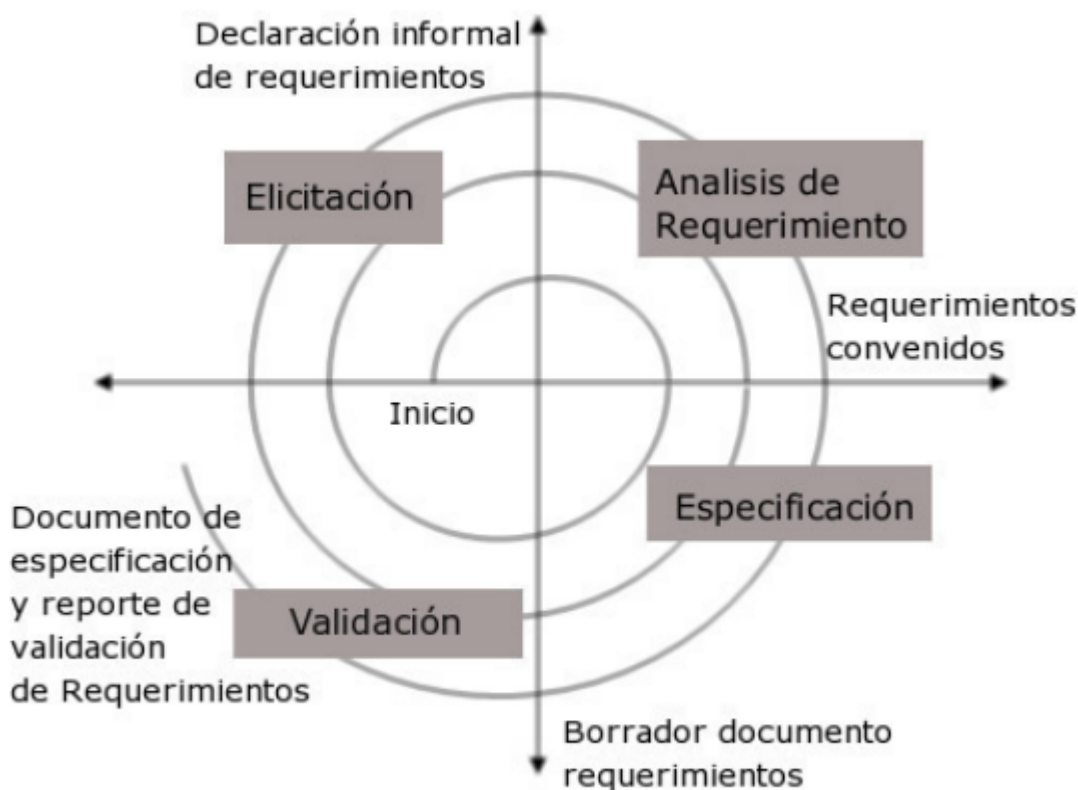 Declaración informal
de requerimientos
Elicitación
Analisis de
Requerimiento
Requerimientos
convenidos
Inicio
Especificación
Documento de
especificación
y reporte de
validación
de Requerimientos
Validación
Borrador documento
requerimientos